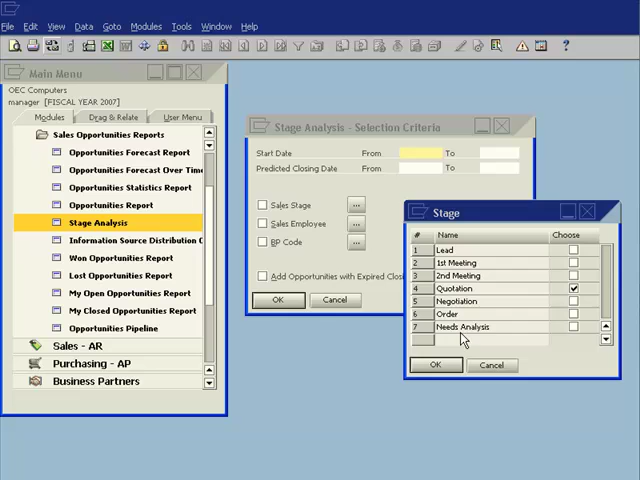 File Edit View Data Go To Modules Tools Window Help
Main Menu
OEC Computers
manager [FISCAL YEAR 2007]
Modules Drag & Relate User Menu
Sales Opportunities Reports
Opportunities Forecast Report
Opportunities Forecast Over Time
Opportunities Statistics Report
Opportunities Report
Stage Analysis
Information Source Distribution O
Won Opportunities Report
Lost Opportunities Report
My Open Opportunities Report
My Closed Opportunities Report
Opportunities Pipeline
Sales - AR
Purchasing - AP
Business Partners
Stage Analysis - Selection Criteria
Start Date From To
Predicted Closing Date From To
Sales Stage ...
Sales Employee ...
BP Code ...
Add Opportunities with Expired Closi
OK Cancel
Stage
# Name Choose
1 Lead
2 1st Meeting
3 2nd Meeting
4 Quotation
5 Negotiation
6 Order
7 Needs Analysis
OK Cancel